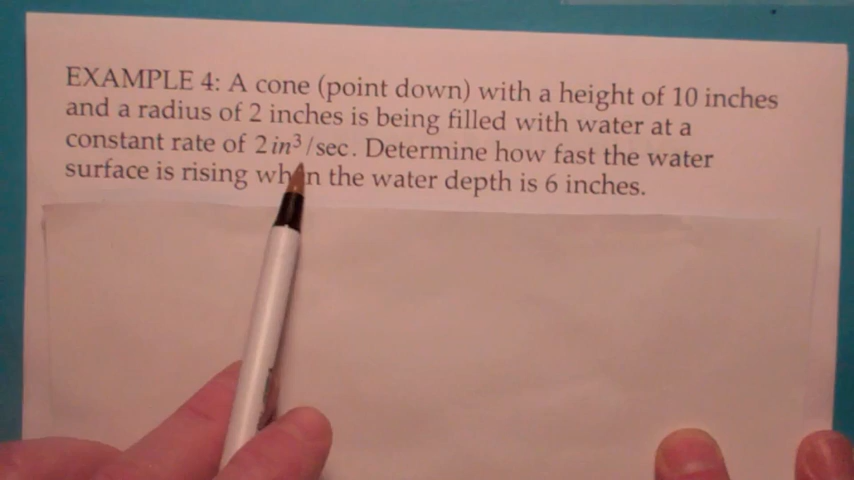 EXAMPLE 4: A cone (point down) with a height of 10 inches
and a radius of 2 inches is being filled with water at a
constant rate of 2 in³/sec. Determine how fast the water
surface is rising when the water depth is 6 inches.